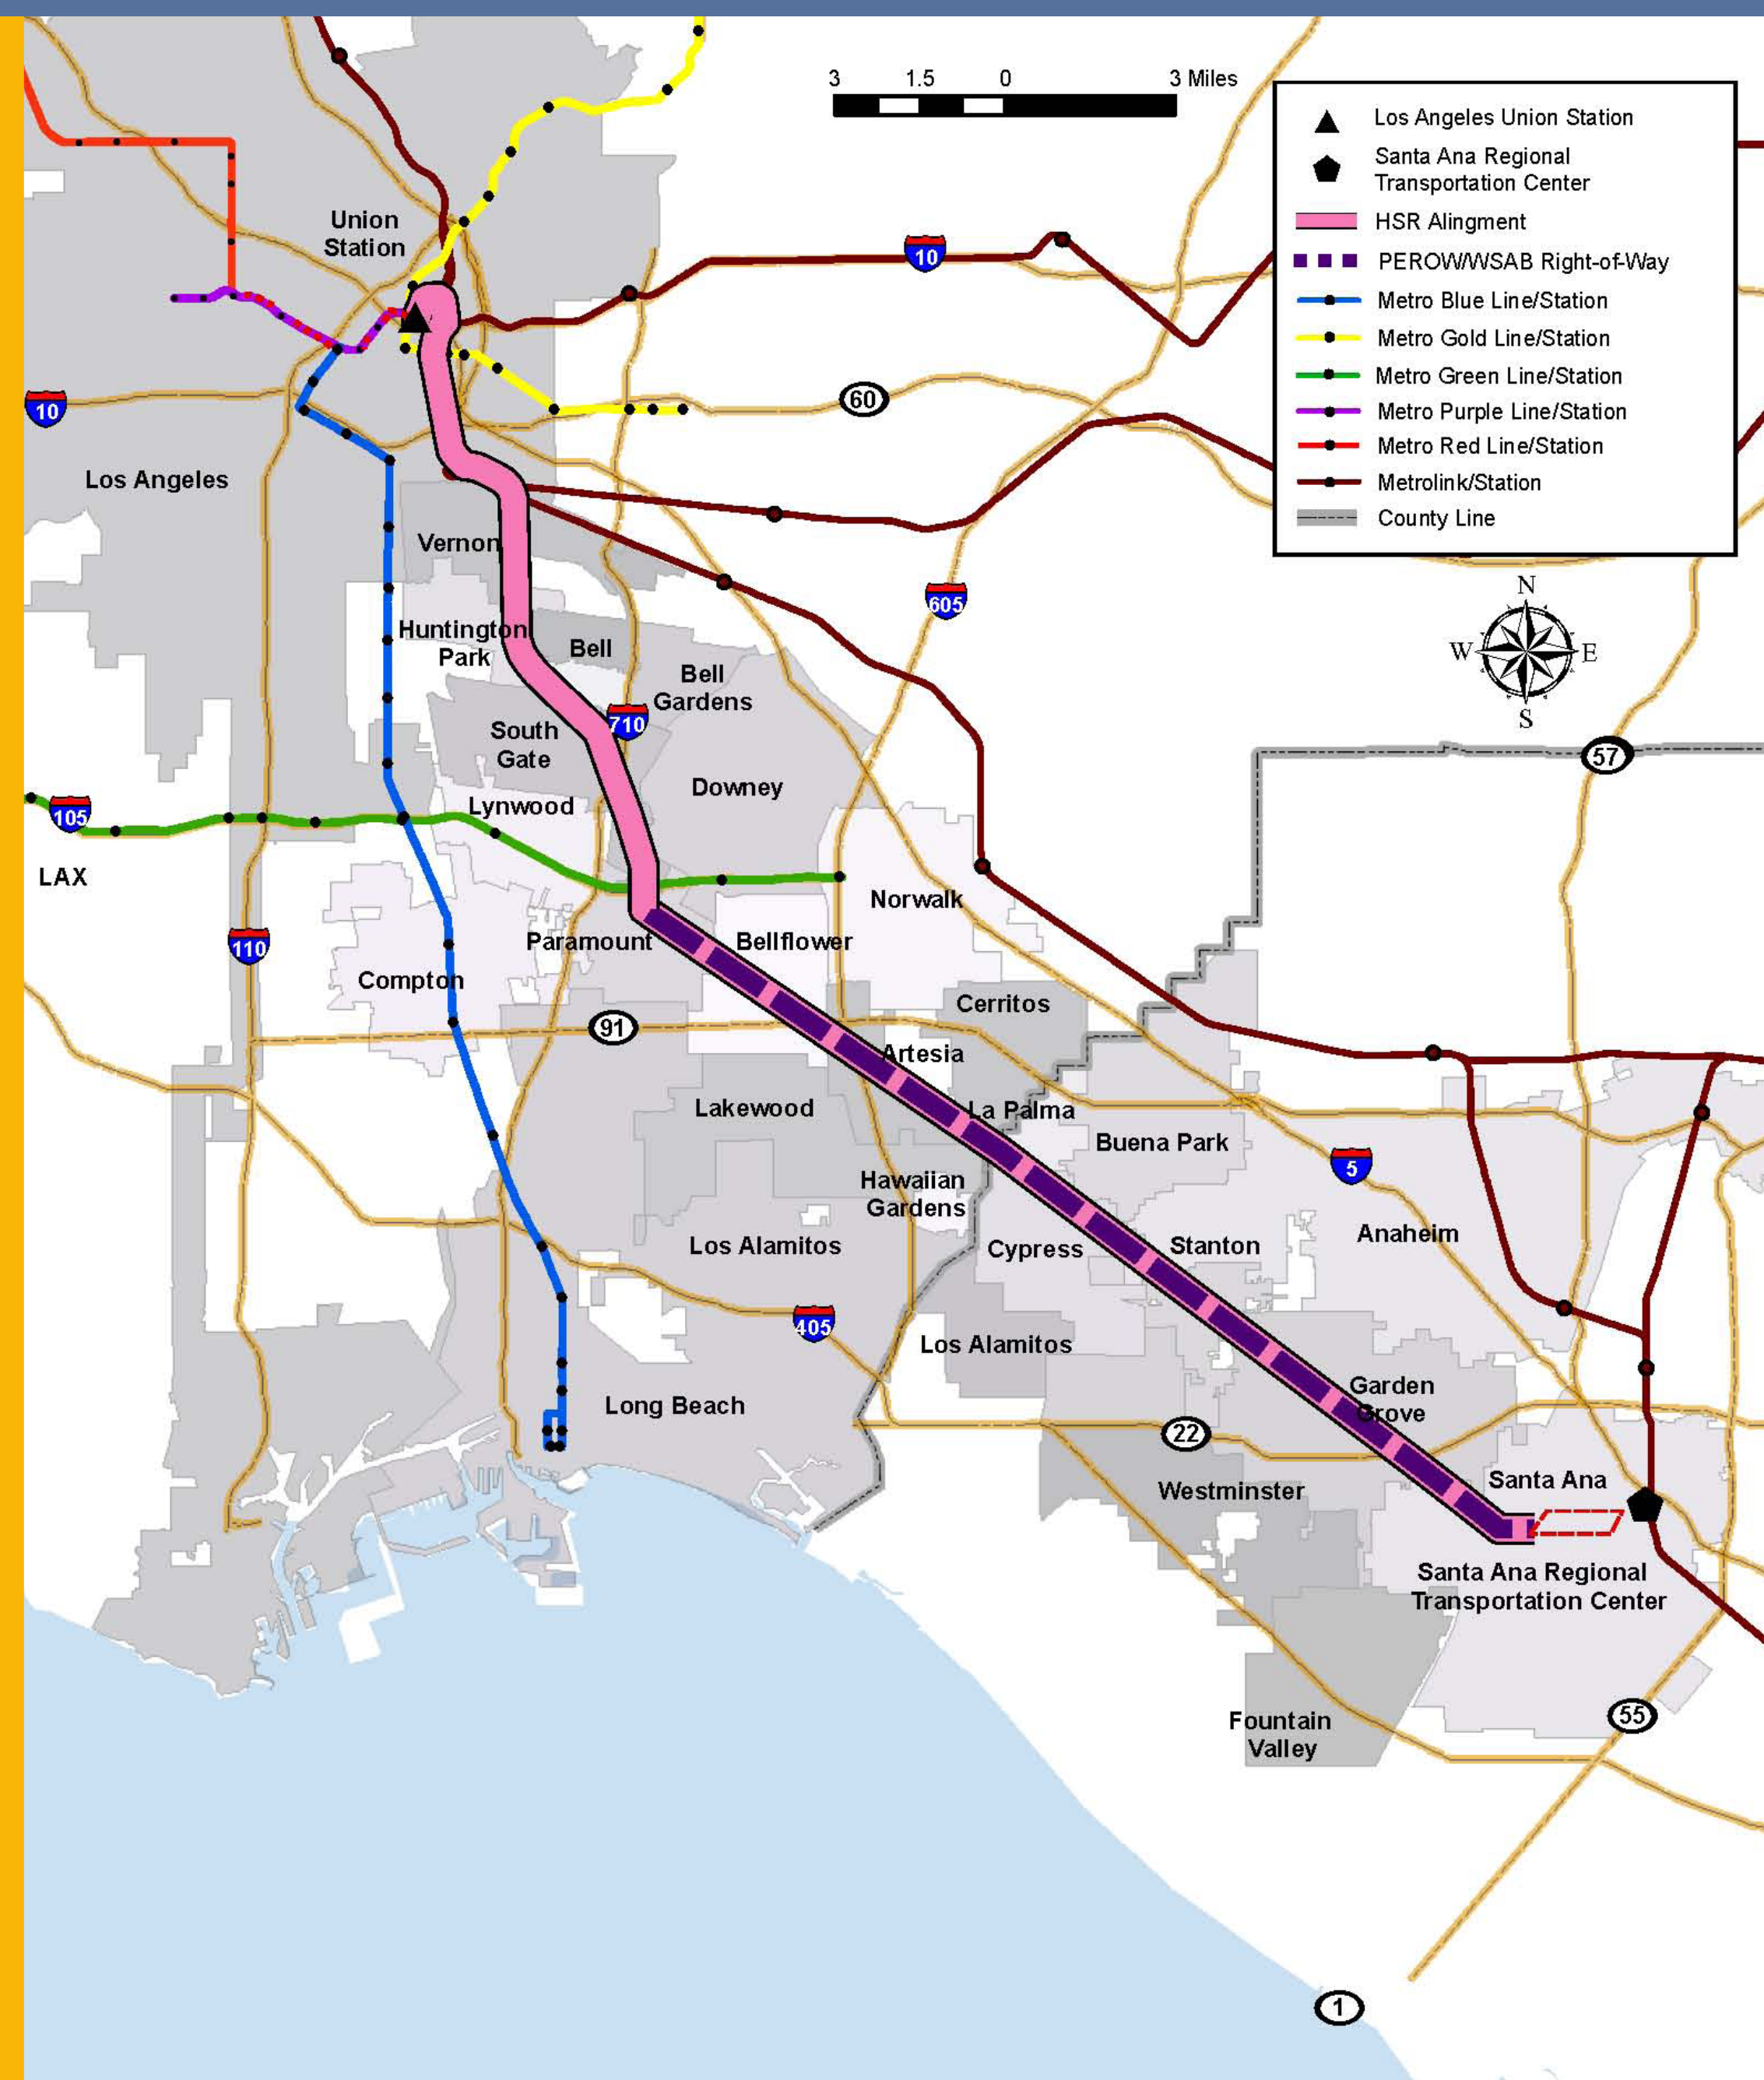 3 1.5 0 3 Miles
Los Angeles Union Station
Santa Ana Regional
Transportation Center
HSR Alingment
PEROW/WSAB Right-of-Way
Metro Blue Line/Station
Metro Gold Line/Station
Metro Green Line/Station
Metro Purple Line/Station
Metro Red Line/Station
Metrolink/Station
County Line
Union
Station
10
10
60
Los Angeles
Vernon
N
W E
S
605
Huntington
Park
Bell
Bell
Gardens
710
South
Gate
57
Downey
Lynwood
105
LAX
Norwalk
110
Paramount
Bellflower
Compton
Cerritos
91
Artesia
Lakewood
La Palma
Buena Park
5
Hawaiian
Gardens
Anaheim
Los Alamitos
Cypress
Stanton
405
Los Alamitos
Garden
Grove
Long Beach
22
Santa Ana
Westminster
Santa Ana Regional
Transportation Center
55
Fountain
Valley
1